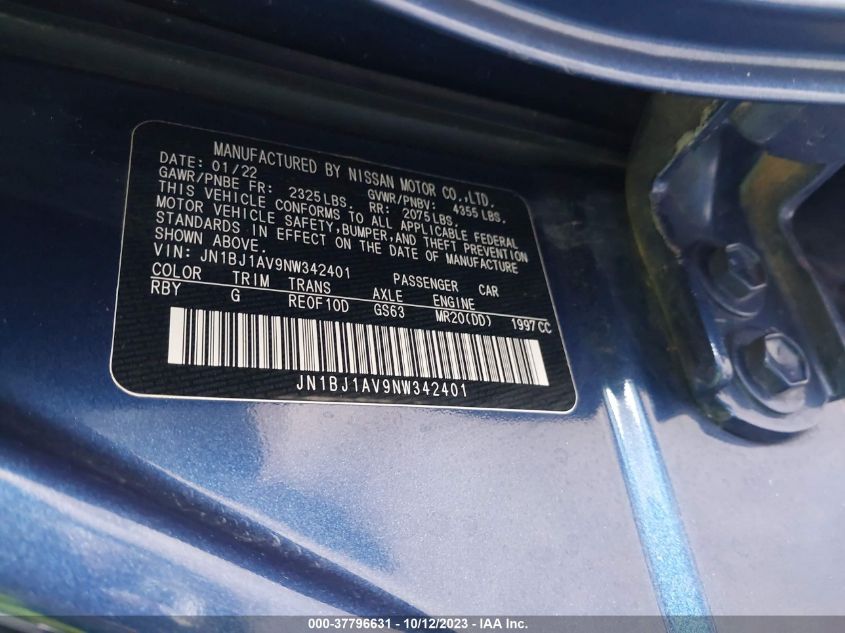 MANUFACTURED BY NISSAN MOTOR CO.,LTD.
DATE: 01/22 GVWR/PNBV: 4355 LBS.
GAWR/PNBE FR: 2325LBS. RR: 2075LBS.
THIS VEHICLE CONFORMS TO ALL APPLICABLE FEDERAL
MOTOR VEHICLE SAFETY,BUMPER,AND THEFT PREVENTION
STANDARDS IN EFFECT ON THE DATE OF MANUFACTURE
SHOWN ABOVE.
VIN: JN1BJ1AV9NW342401 PASSENGER CAR
COLOR TRIM TRANS AXLE ENGINE
RBY G RE0F10D GS63 MR20(DD) 1997CC
JN1BJ1AV9NW342401
000-37796631 - 10/12/2023 - IAA Inc.